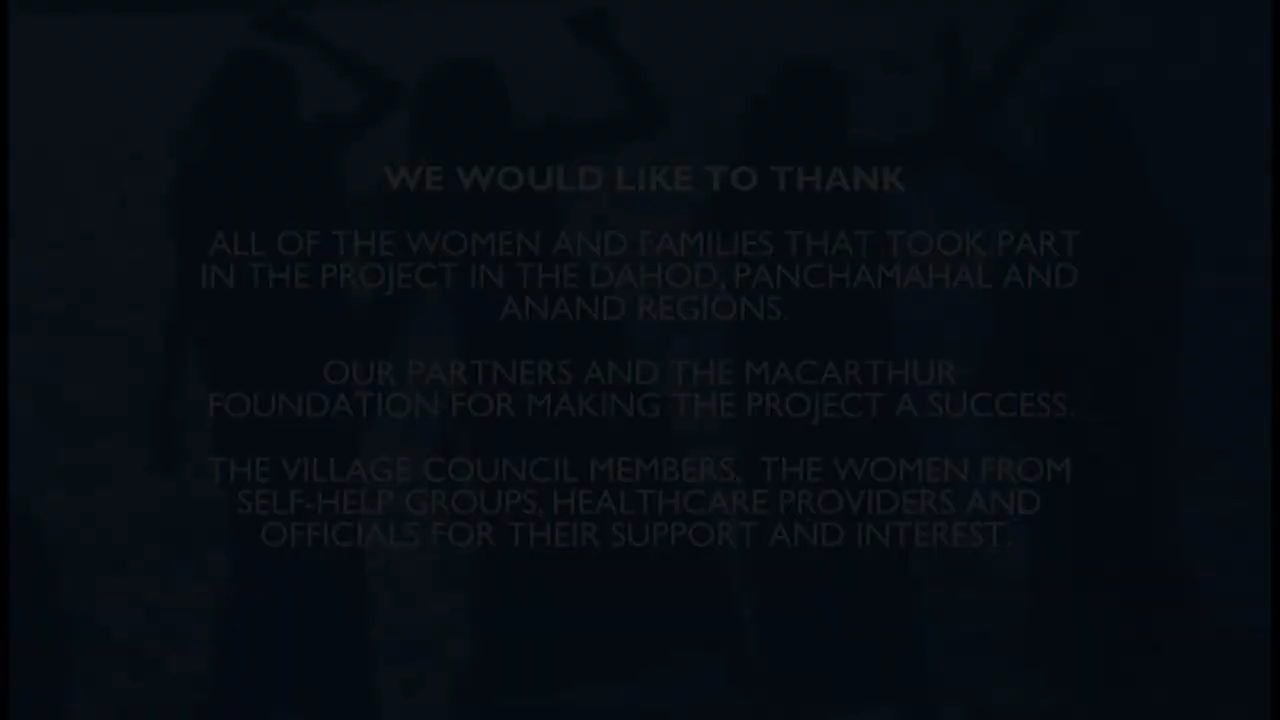 WE WOULD LIKE TO THANK
ALL OF THE WOMEN AND FAMILIES THAT TOOK PART
IN THE PROJECT IN THE DAHOD, PANCHAMAHAL AND
ANAND REGIONS.
OUR PARTNERS AND THE MACARTHUR
FOUNDATION FOR MAKING THE PROJECT A SUCCESS.
THE VILLAGE COUNCIL MEMBERS, THE WOMEN FROM
SELF-HELP GROUPS, HEALTHCARE PROVIDERS AND
OFFICIALS FOR THEIR SUPPORT AND INTEREST.